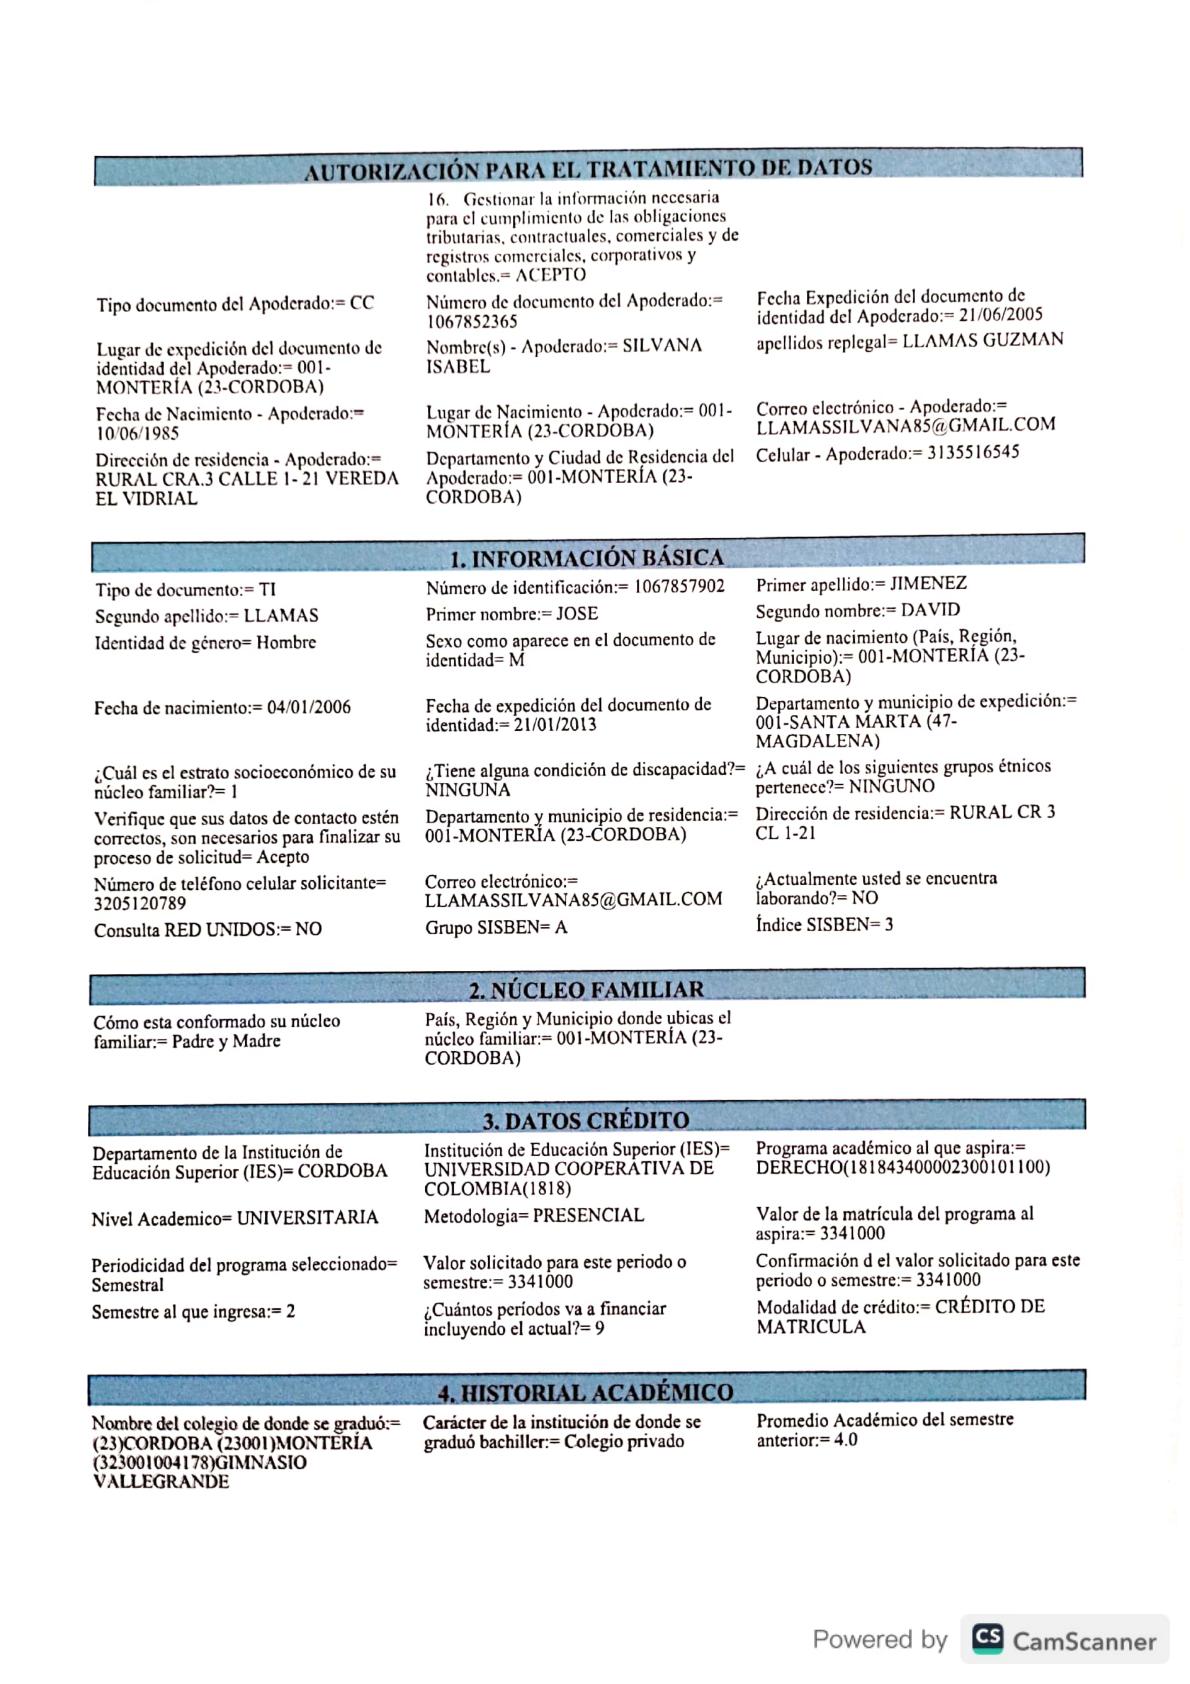 AUTORIZACIÓN PARA EL TRATAMIENTO DE DATOS
16. Gestionar la información necesaria
para el cumplimiento de las obligaciones
tributarias, contractuales, comerciales y de
registros comerciales, corporativos y
contables.= ACEPTO
Tipo documento del Apoderado:= CC
Número de documento del Apoderado:=
1067852365
Fecha Expedición del documento de
identidad del Apoderado:= 21/06/2005
Lugar de expedición del documento de
identidad del Apoderado:= 001-
MONTERÍA (23-CORDOBA)
Nombre(s) - Apoderado:= SILVANA
ISABEL
apellidos replegal= LLAMAS GUZMAN
Fecha de Nacimiento - Apoderado:=
10/06/1985
Lugar de Nacimiento - Apoderado:= 001-
MONTERÍA (23-CORDOBA)
Correo electrónico - Apoderado:=
LLAMASSILVANA85@GMAIL.COM
Dirección de residencia - Apoderado:=
RURAL CRA.3 CALLE 1- 21 VEREDA
EL VIDRIAL
Departamento y Ciudad de Residencia del
Apoderado:= 001-MONTERÍA (23-
CORDOBA)
Celular - Apoderado:= 3135516545
1. INFORMACIÓN BÁSICA
Tipo de documento:= TI
Número de identificación:= 1067857902
Primer apellido:= JIMENEZ
Segundo apellido:= LLAMAS
Primer nombre:= JOSE
Segundo nombre:= DAVID
Identidad de género= Hombre
Sexo como aparece en el documento de
identidad= M
Lugar de nacimiento (País, Región,
Municipio):= 001-MONTERÍA (23-
CORDOBA)
Fecha de nacimiento:= 04/01/2006
Fecha de expedición del documento de
identidad:= 21/01/2013
Departamento y municipio de expedición:=
001-SANTA MARTA (47-
MAGDALENA)
¿Cuál es el estrato socioeconómico de su
núcleo familiar?= 1
¿Tiene alguna condición de discapacidad?=
NINGUNA
¿A cuál de los siguientes grupos étnicos
pertenece?= NINGUNO
Verifique que sus datos de contacto estén
correctos, son necesarios para finalizar su
proceso de solicitud= Acepto
Departamento y municipio de residencia:=
001-MONTERÍA (23-CORDOBA)
Dirección de residencia:= RURAL CR 3
CL 1-21
Número de teléfono celular solicitante=
3205120789
Correo electrónico:=
LLAMASSILVANA85@GMAIL.COM
¿Actualmente usted se encuentra
laborando?= NO
Consulta RED UNIDOS:= NO
Grupo SISBEN= A
Índice SISBEN= 3
2. NÚCLEO FAMILIAR
Cómo esta conformado su núcleo
familiar:= Padre y Madre
País, Región y Municipio donde ubicas el
núcleo familiar:= 001-MONTERÍA (23-
CORDOBA)
3. DATOS CRÉDITO
Departamento de la Institución de
Educación Superior (IES)= CORDOBA
Institución de Educación Superior (IES)=
UNIVERSIDAD COOPERATIVA DE
COLOMBIA(1818)
Programa académico al que aspira:=
DERECHO(181843400002300101100)
Nivel Academico= UNIVERSITARIA
Metodologia= PRESENCIAL
Valor de la matrícula del programa al
aspira:= 3341000
Periodicidad del programa seleccionado=
Semestral
Valor solicitado para este periodo o
semestre:= 3341000
Confirmación d el valor solicitado para este
periodo o semestre:= 3341000
Semestre al que ingresa:= 2
¿Cuántos períodos va a financiar
incluyendo el actual?= 9
Modalidad de crédito:= CRÉDITO DE
MATRICULA
4. HISTORIAL ACADÉMICO
Nombre del colegio de donde se graduó:=
(23)CORDOBA (23001)MONTERÍA
(323001004178)GIMNASIO
VALLEGRANDE
Carácter de la institución de donde se
graduó bachiller:= Colegio privado
Promedio Académico del semestre
anterior:= 4.0
Powered by CS CamScanner